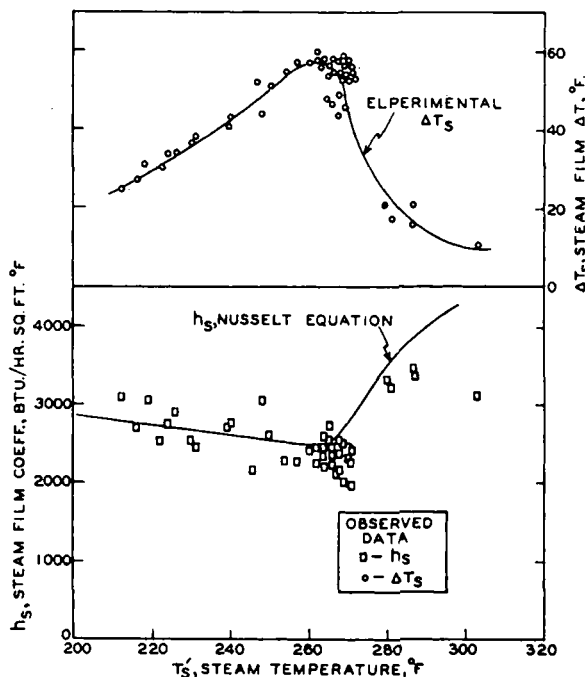 60
40
20
0
ΔTs, STEAM FILM ΔT, °F.
ELPERIMENTAL
ΔTs
hs, NUSSELT EQUATION
4000
3000
2000
1000
0
hs, STEAM FILM COEFF., BTU./HR. SQ. FT. °F
OBSERVED
DATA
□ - hs
○ - ΔTs
200 220 240 260 280 300 320
Ts', STEAM TEMPERATURE, °F